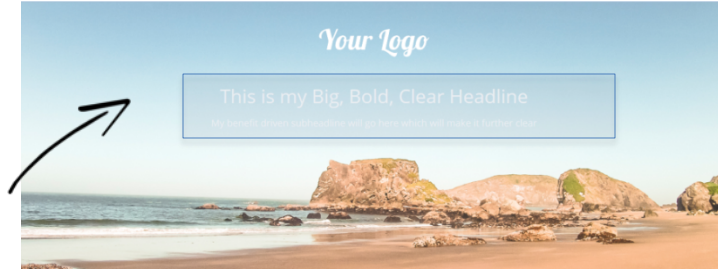 Your Logo
This is my Big, Bold, Clear Headline
My benefit driven subheadline will go here which will make it further clear